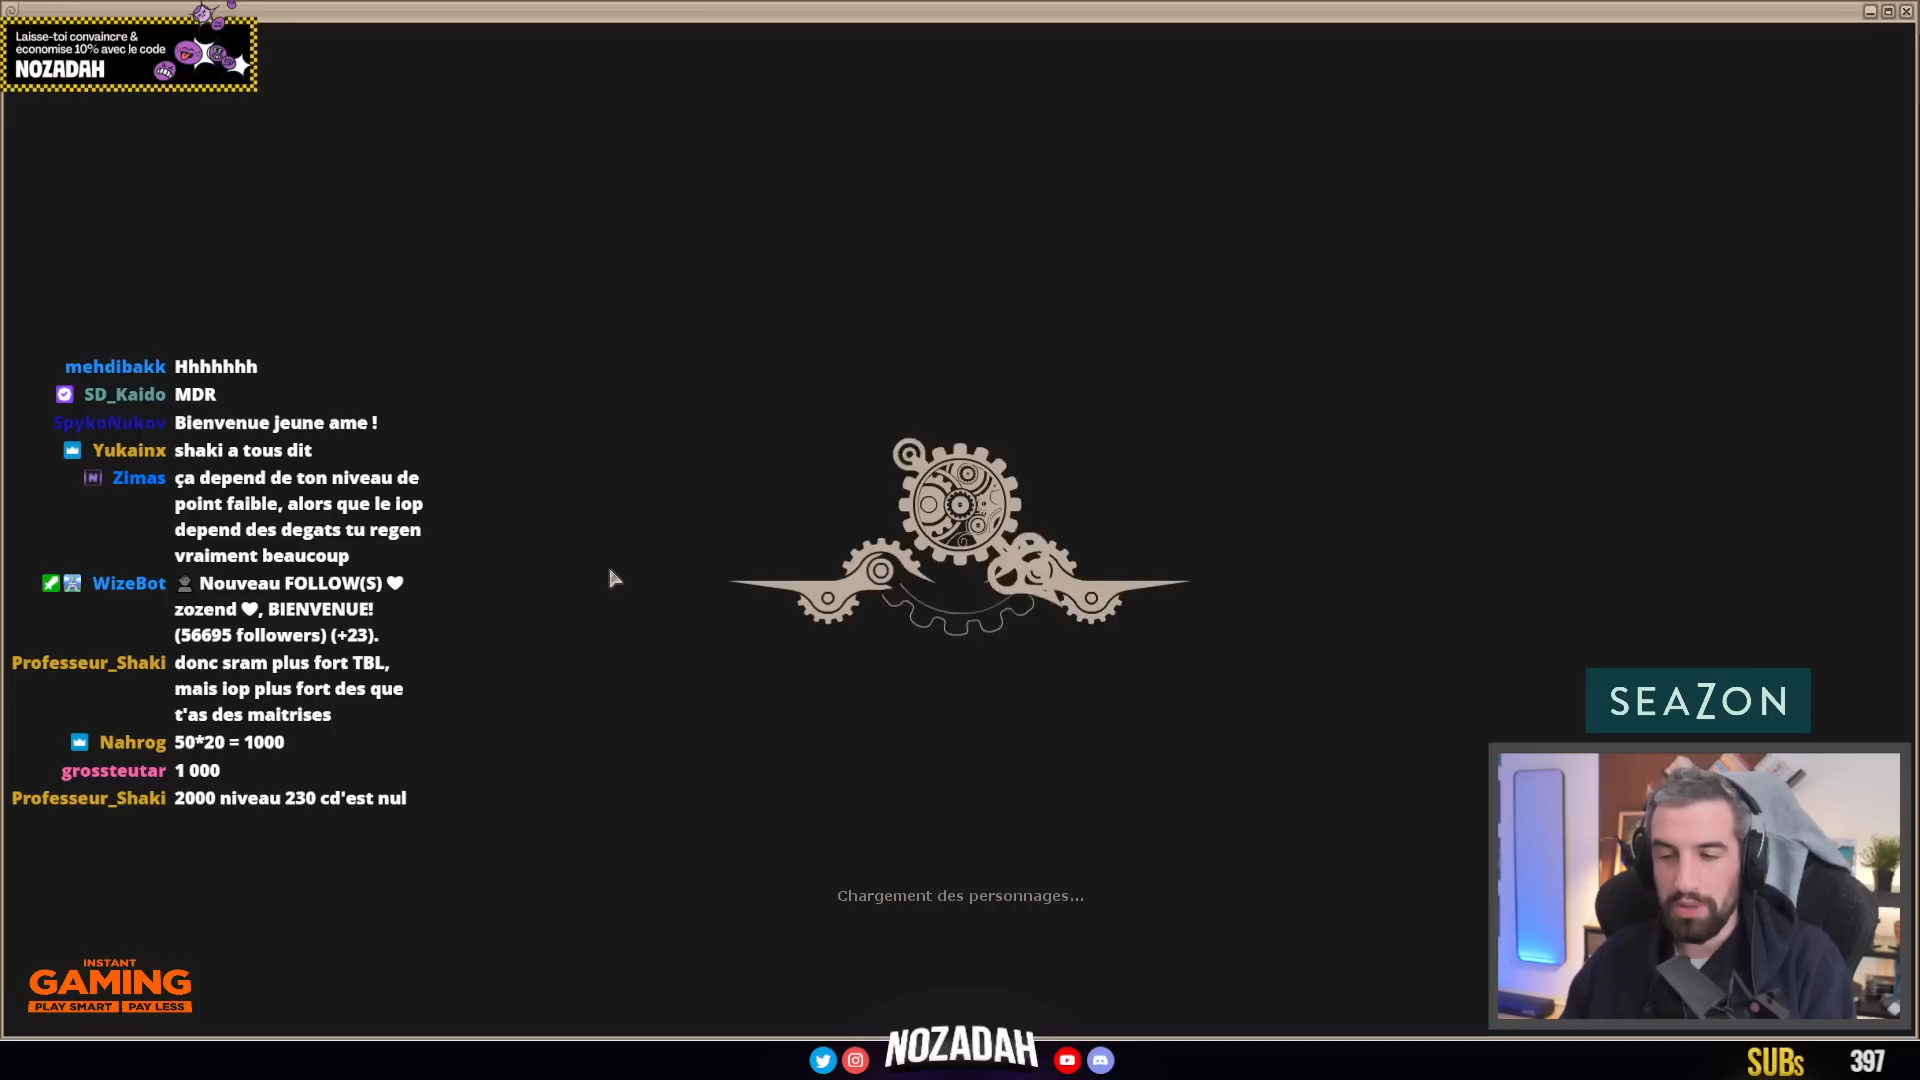 Laisse-toi convaincre &
économise 10% avec le code
NOZADAH
mehdibakk Hhhhhhh
SD_Kaido MDR
SpykoNukov Bienvenue jeune ame !
Yukainx shaki a tous dit
Zimas ça depend de ton niveau de
point faible, alors que le iop
depend des degats tu regen
vraiment beaucoup
WizeBot Nouveau FOLLOW(S)
zozend , BIENVENUE!
(56695 followers) (+23).
Professeur_Shaki donc sram plus fort TBL,
mais iop plus fort des que
t'as des maitrises
Nahrog 50*20 = 1000
grossteutar 1 000
Professeur_Shaki 2000 niveau 230 cd'est nul
Chargement des personnages...
SEAZON
INSTANT
GAMING
PLAY SMART PAY LESS
NOZADAH
SUBs 397